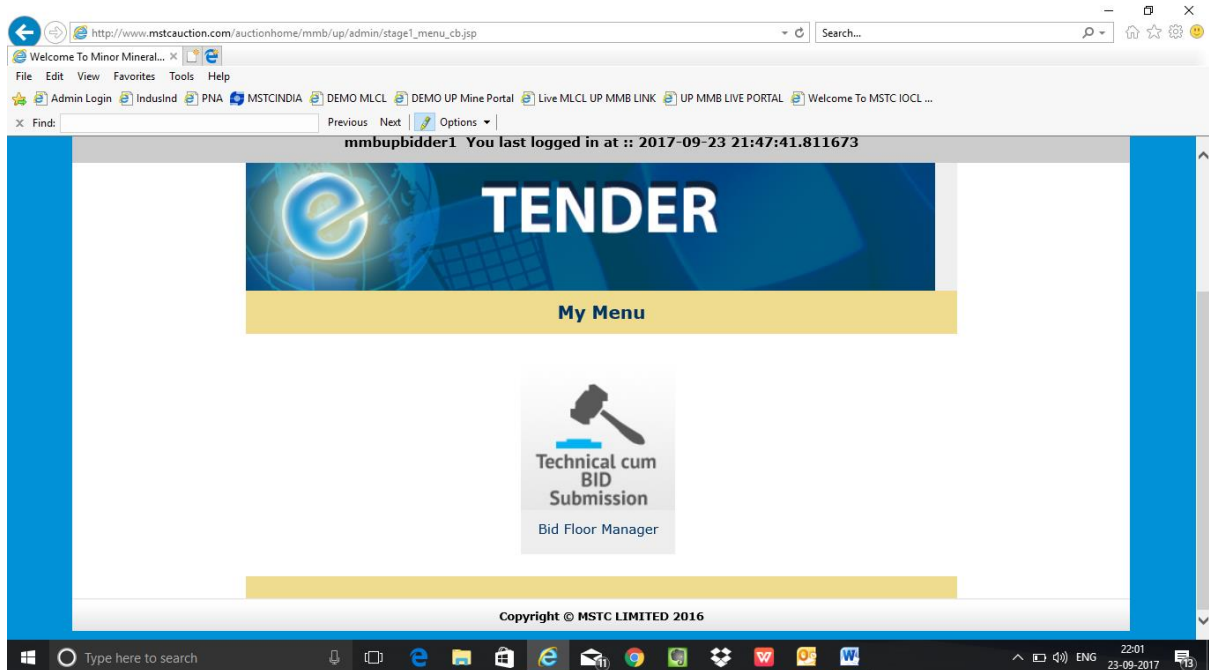 http://www.mstcauction.com/auctionhome/mmb/up/admin/stage1_menu_cb.jsp
Search...
Welcome To Minor Mineral...
File Edit View Favorites Tools Help
Admin Login IndusInd PNA MSTCINDIA DEMO MLCL DEMO UP Mine Portal Live MLCL UP MMB LINK UP MMB LIVE PORTAL Welcome To MSTC IOCL ...
Find: Previous Next Options
mmbupbidder1 You last logged in at :: 2017-09-23 21:47:41.811673
e TENDER
My Menu
Technical cum
BID
Submission
Bid Floor Manager
Copyright © MSTC LIMITED 2016
Type here to search
ENG
22:01
23-09-2017